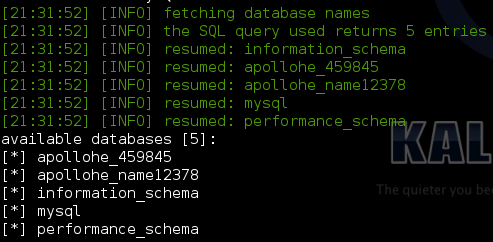 [21:31:52] [INFO] fetching database names
[21:31:52] [INFO] the SQL query used returns 5 entries
[21:31:52] [INFO] resumed: information_schema
[21:31:52] [INFO] resumed: apollohe_459845
[21:31:52] [INFO] resumed: apollohe_name12378
[21:31:52] [INFO] resumed: mysql
[21:31:52] [INFO] resumed: performance_schema
available databases [5]:
[*] apollohe_459845
[*] apollohe_name12378
[*] information_schema
[*] mysql
[*] performance_schema
KAL
The quieter you be